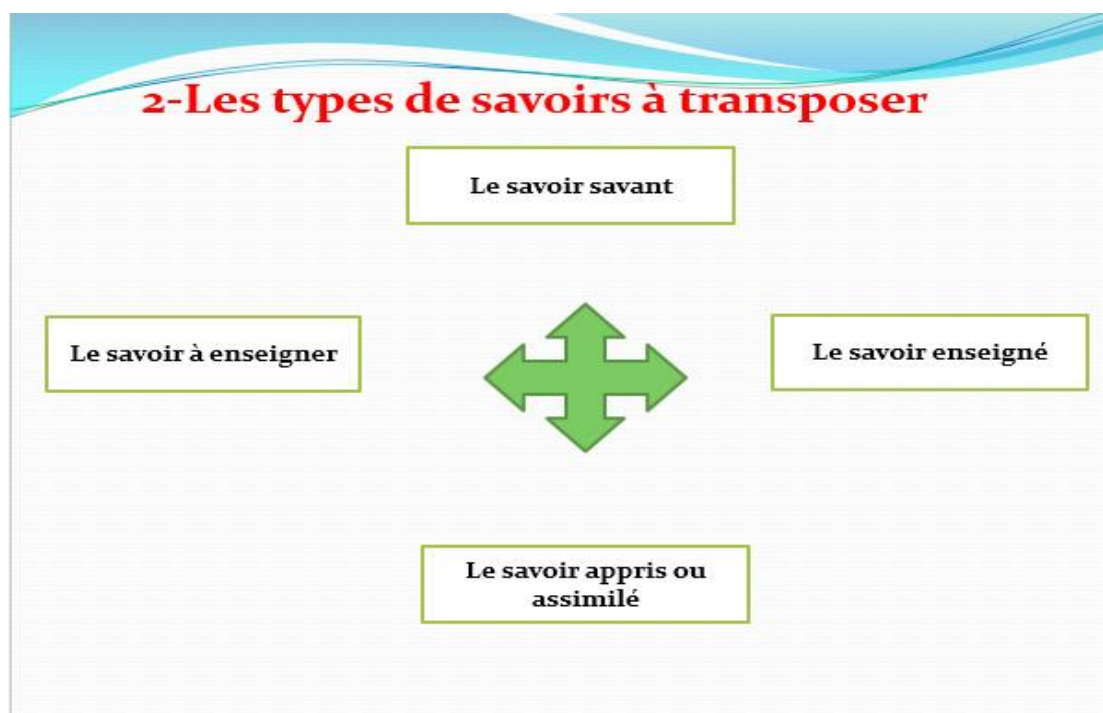 2-Les types de savoirs à transposer
Le savoir savant
Le savoir à enseigner
Le savoir enseigné
Le savoir appris ou
assimilé